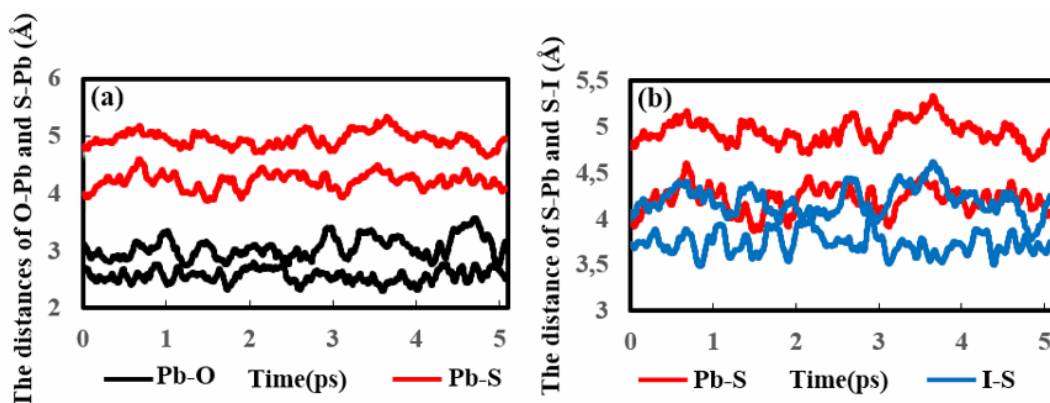 The distances of O-Pb and S-Pb (Å)
6
5
4
3
2
(a)
0 1 2 3 4 5
Pb-O Time(ps) Pb-S
The distance of S-Pb and S-I (Å)
5,5
5
4,5
4
3,5
3
(b)
0 1 2 3 4 5
Pb-S Time(ps) I-S